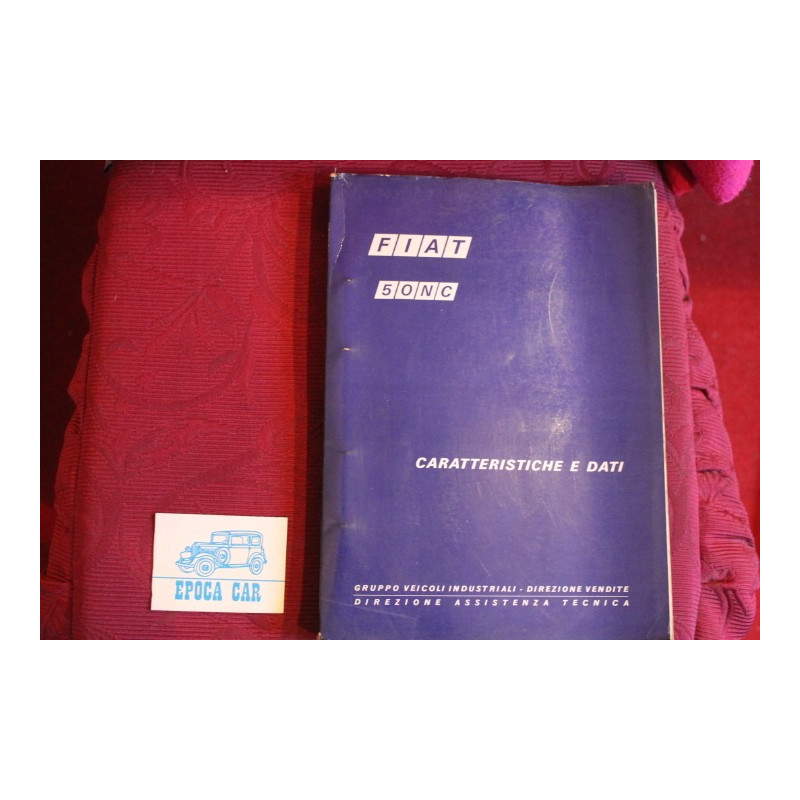 FIAT
50NC
CARATTERISTICHE E DATI
GRUPPO VEICOLI INDUSTRIALI - DIREZIONE VENDITE
DIREZIONE ASSISTENZA TECNICA
EPOCA CAR